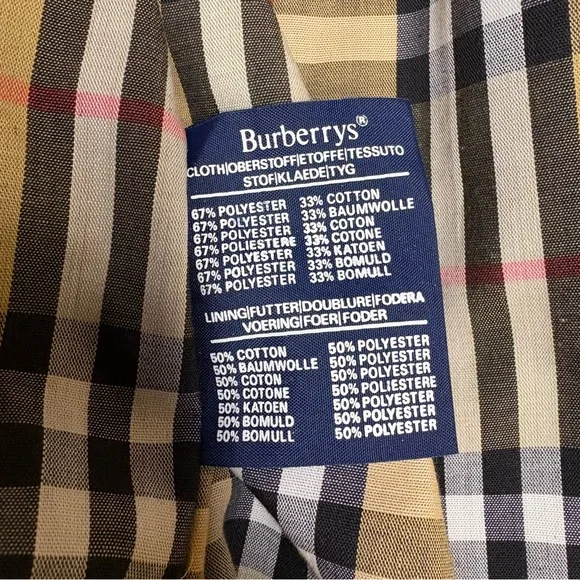 Burberrys®
CLOTH|OBERSTOFF|ETOFFE|TESSUTO
STOF|KLAEDE|TYG
67% POLYESTER 33% COTTON
67% POLYESTER 33% BAUMWOLLE
67% POLYESTER 33% COTON
67% POLIESTERE 33% COTONE
67% POLYESTER 33% KATOEN
67% POLYESTER 33% BOMULD
67% POLYESTER 33% BOMULL
LINING|FUTTER|DOUBLURE|FODERA
VOERING|FOER|FODER
50% COTTON 50% POLYESTER
50% BAUMWOLLE 50% POLYESTER
50% COTON 50% POLYESTER
50% COTONE 50% POLIESTERE
50% KATOEN 50% POLYESTER
50% BOMULD 50% POLYESTER
50% BOMULL 50% POLYESTER